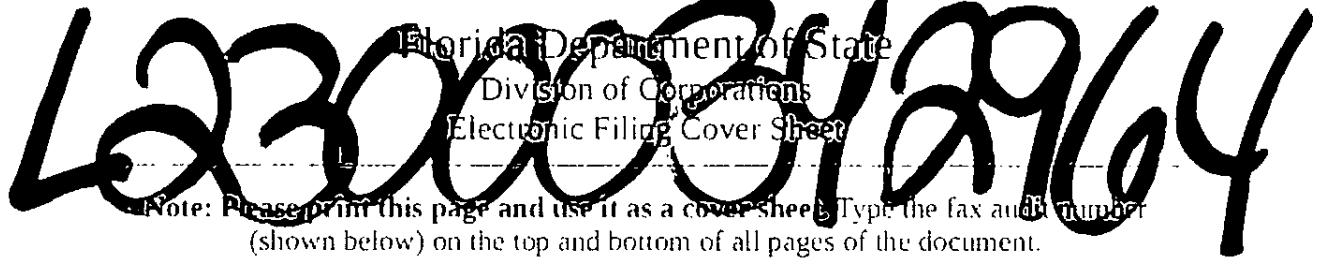 L23000342964
Florida Department of State
Division of Corporations
Electronic Filing Cover Sheet
Note: Please print this page and use it as a cover sheet. Type the fax audit number
(shown below) on the top and bottom of all pages of the document.